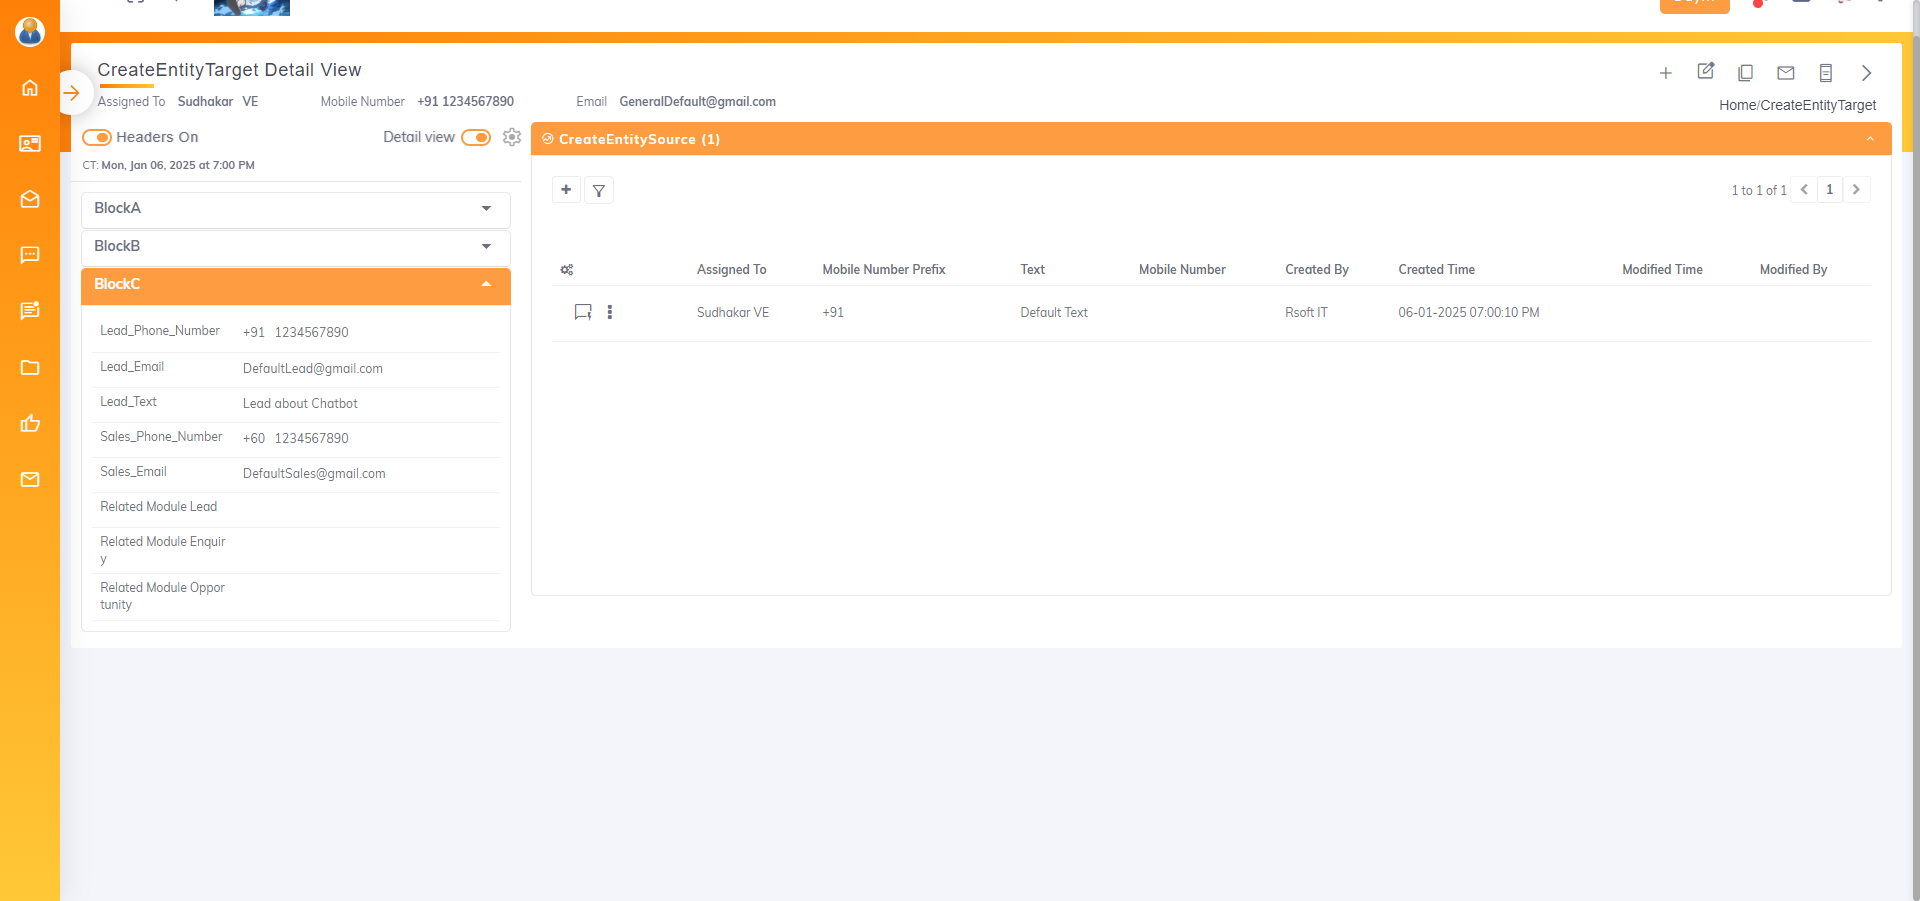 CreateEntityTarget Detail View
Assigned To Sudhakar VE Mobile Number +91 1234567890 Email GeneralDefault@gmail.com
Home/CreateEntityTarget
Headers On Detail view
CT: Mon, Jan 06, 2025 at 7:00 PM
BlockA
BlockB
BlockC
Lead_Phone_Number +91 1234567890
Lead_Email DefaultLead@gmail.com
Lead_Text Lead about Chatbot
Sales_Phone_Number +60 1234567890
Sales_Email DefaultSales@gmail.com
Related Module Lead
Related Module Enquir
y
Related Module Oppor
tunity
CreateEntitySource (1)
1 to 1 of 1 1
Assigned To Mobile Number Prefix Text Mobile Number Created By Created Time Modified Time Modified By
Sudhakar VE +91 Default Text Rsoft IT 06-01-2025 07:00:10 PM